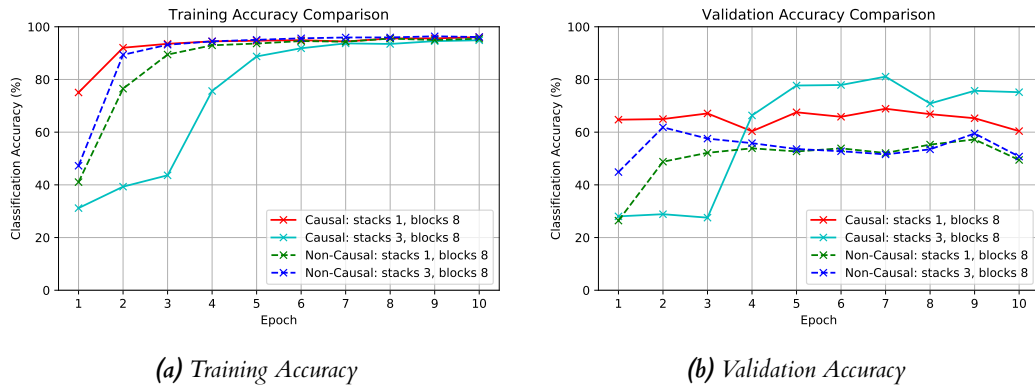 Training Accuracy Comparison
Classification Accuracy (%)
100
80
60
40
20
0
1 2 3 4 5 6 7 8 9 10
Epoch
Causal: stacks 1, blocks 8
Causal: stacks 3, blocks 8
Non-Causal: stacks 1, blocks 8
Non-Causal: stacks 3, blocks 8
(a) Training Accuracy
Validation Accuracy Comparison
Classification Accuracy (%)
100
80
60
40
20
0
1 2 3 4 5 6 7 8 9 10
Epoch
Causal: stacks 1, blocks 8
Causal: stacks 3, blocks 8
Non-Causal: stacks 1, blocks 8
Non-Causal: stacks 3, blocks 8
(b) Validation Accuracy